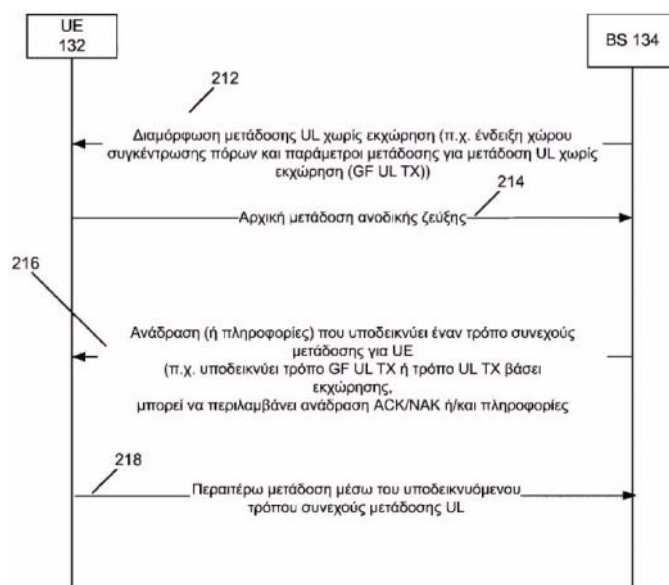 UE
132
BS 134
212
Διαμόρφωση μετάδοσης UL χωρίς εκχώρηση (π.χ. ένδειξη χώρου
συγκέντρωσης πόρων και παράμετροι μετάδοσης για μετάδοση UL χωρίς
εκχώρηση (GF UL TX))
214
Αρχική μετάδοση ανοδικής ζεύξης
216
Ανάδραση (ή πληροφορίες) που υποδεικνύει έναν τρόπο συνεχούς
μετάδοσης για UE
(π.χ. υποδεικνύει τρόπο GF UL TX ή τρόπο UL TX βάσει
εκχώρησης,
μπορεί να περιλαμβάνει ανάδραση ACK/NAK ή/και πληροφορίες
218
Περαιτέρω μετάδοση μέσω του υποδεικνυόμενου
τρόπου συνεχούς μετάδοσης UL